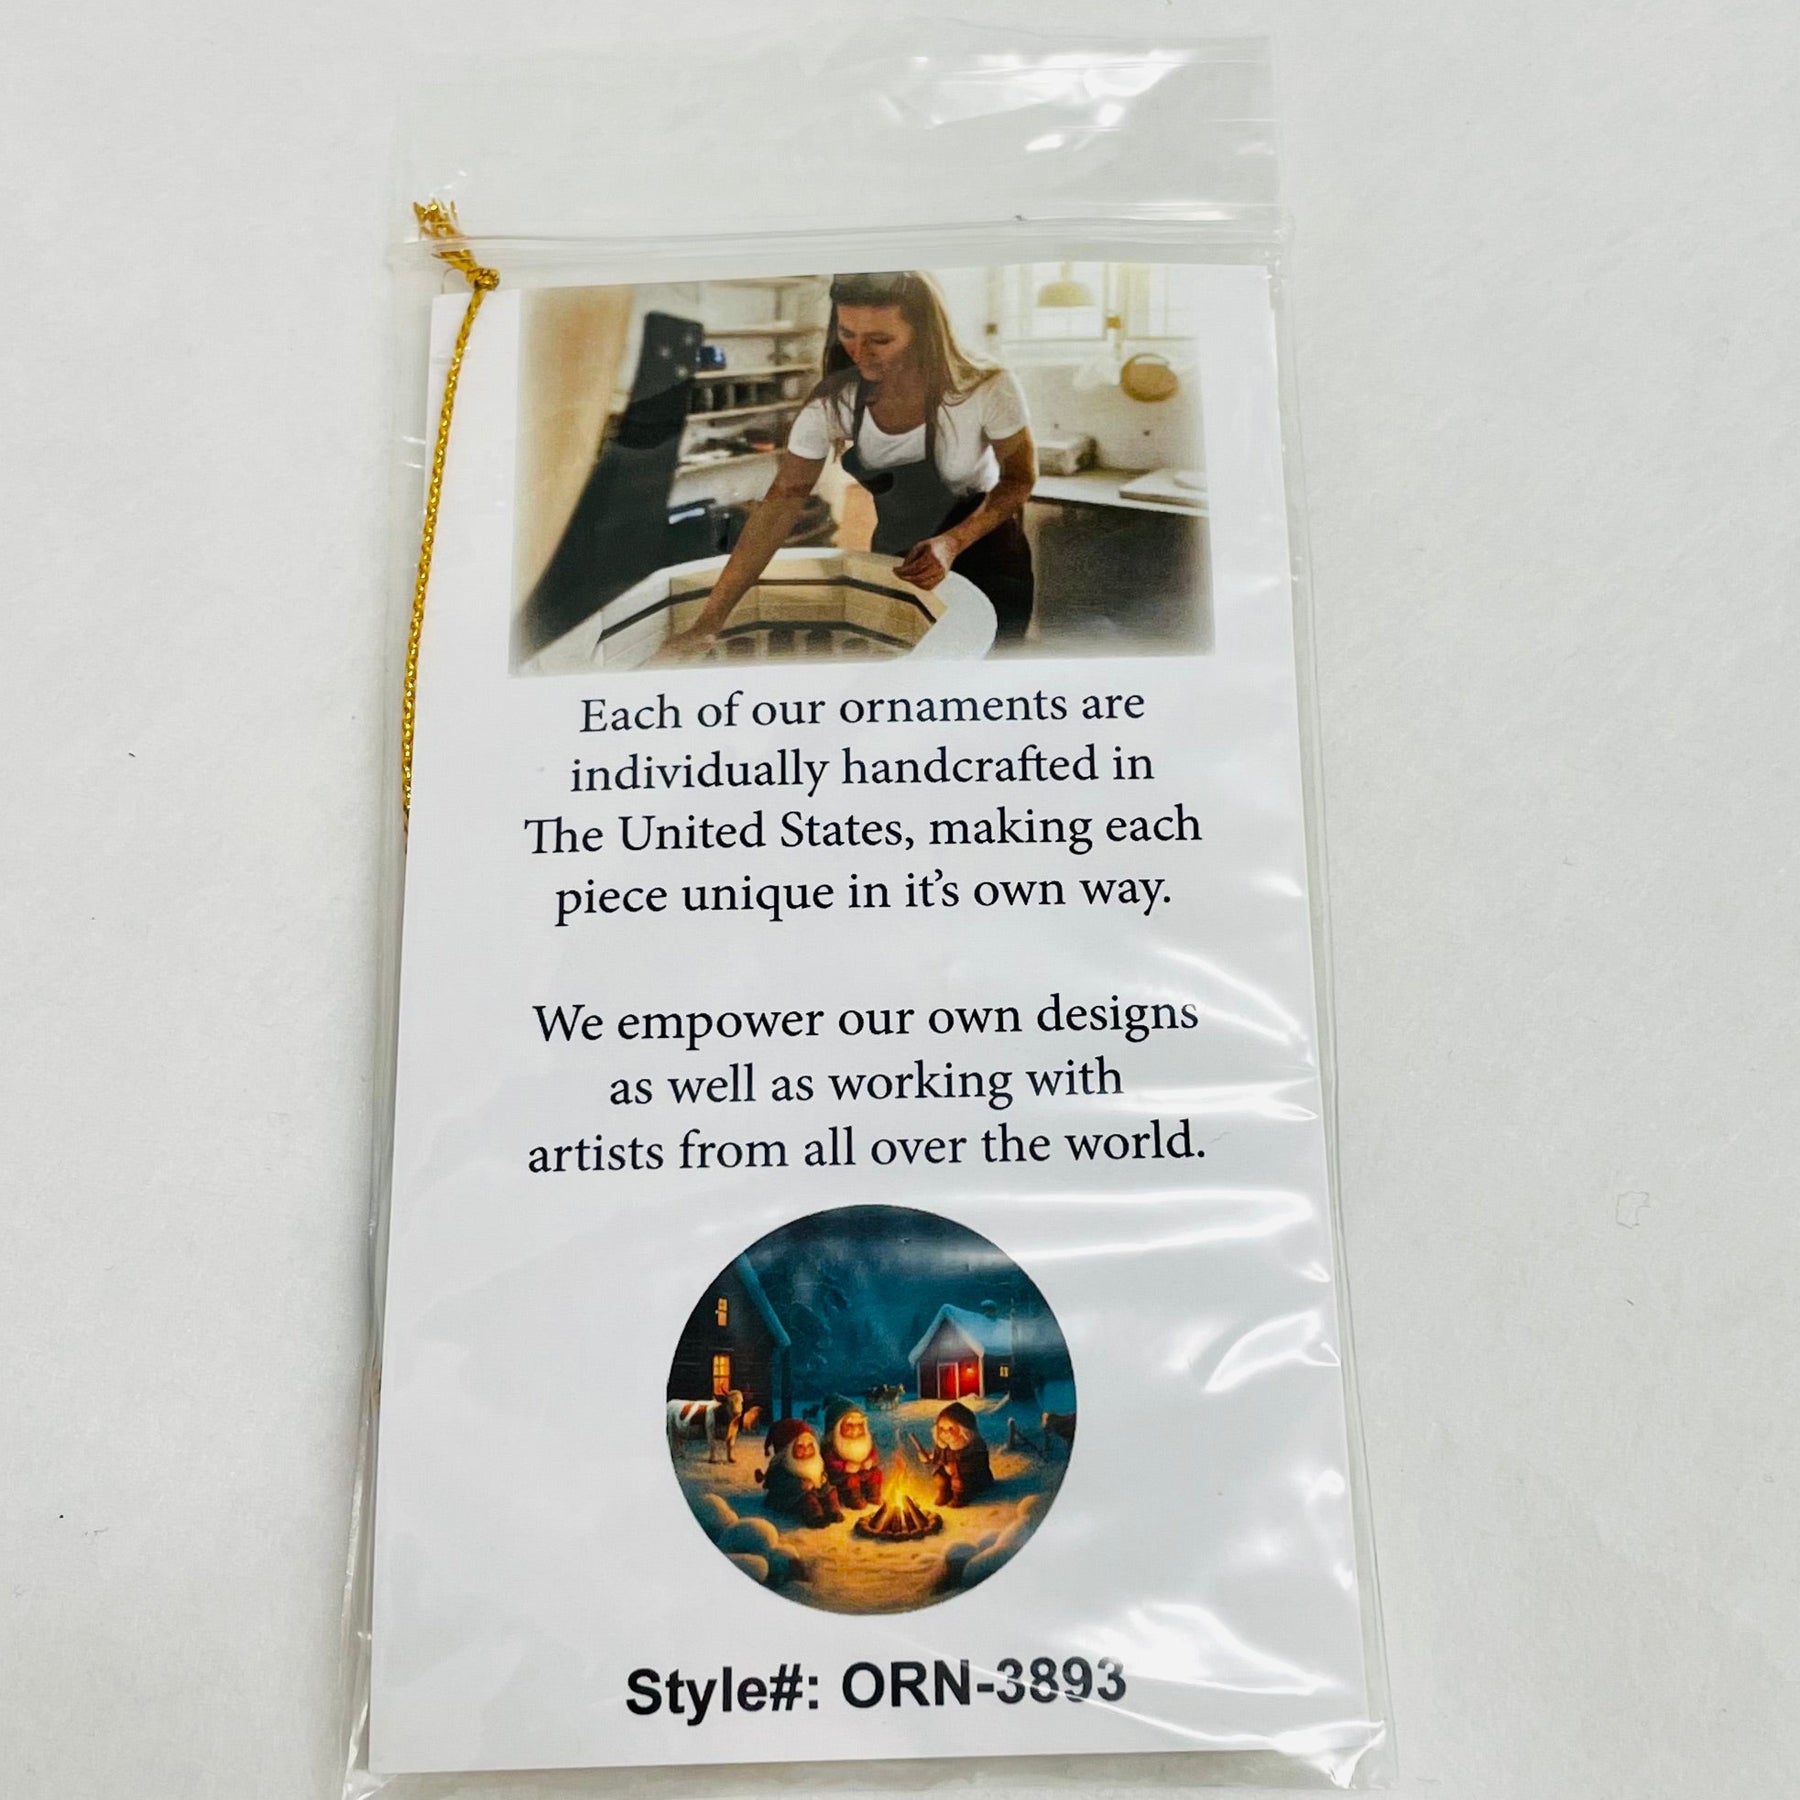 Each of our ornaments are
individually handcrafted in
The United States, making each
piece unique in it's own way.
We empower our own designs
as well as working with
artists from all over the world.
Style#: ORN-3893